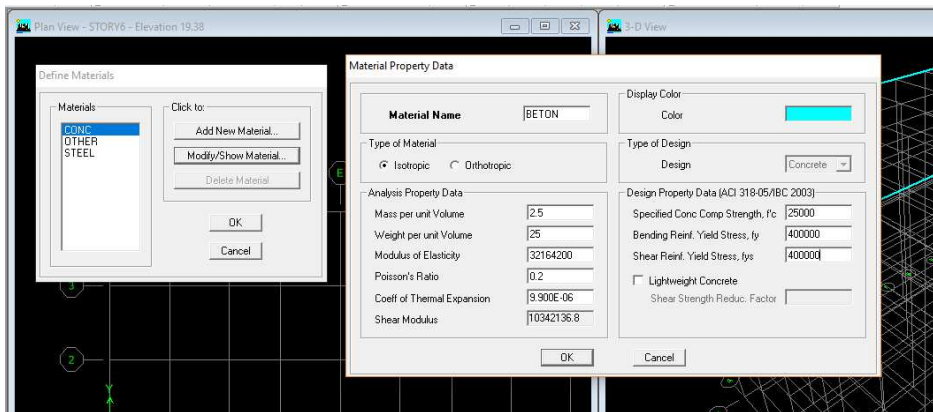 Plan View - STORY6 - Elevation 19.38
3-D View
Define Materials
Materials
CONC
OTHER
STEEL
Click to:
Add New Material...
Modify/Show Material...
Delete Material
OK
Cancel
E
3
2
Y
Material Property Data
Material Name BETON
Display Color
Color
Type of Material
Isotropic Orthotropic
Type of Design
Design Concrete
Analysis Property Data
Mass per unit Volume 2.5
Weight per unit Volume 25
Modulus of Elasticity 32164200
Poisson's Ratio 0.2
Coeff of Thermal Expansion 9.900E-06
Shear Modulus 10342136.8
Design Property Data (ACI 318-05/IBC 2003)
Specified Conc Comp Strength, f'c 25000
Bending Reinf. Yield Stress, fy 400000
Shear Reinf. Yield Stress, fys 400000
Lightweight Concrete
Shear Strength Reduc. Factor
OK
Cancel